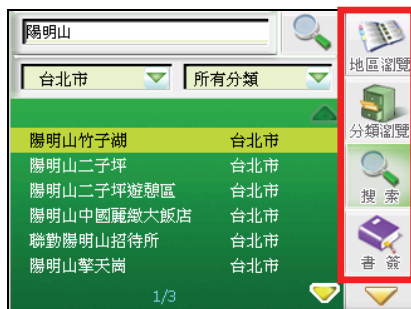 陽明山
台北市 所有分類
陽明山竹子湖 台北市
陽明山二子坪 台北市
陽明山二子坪遊憩區 台北市
陽明山中國麗緻大飯店 台北市
聯勤陽明山招待所 台北市
陽明山擎天崗 台北市
1/3
地區瀏覽
分類瀏覽
搜索
書籤